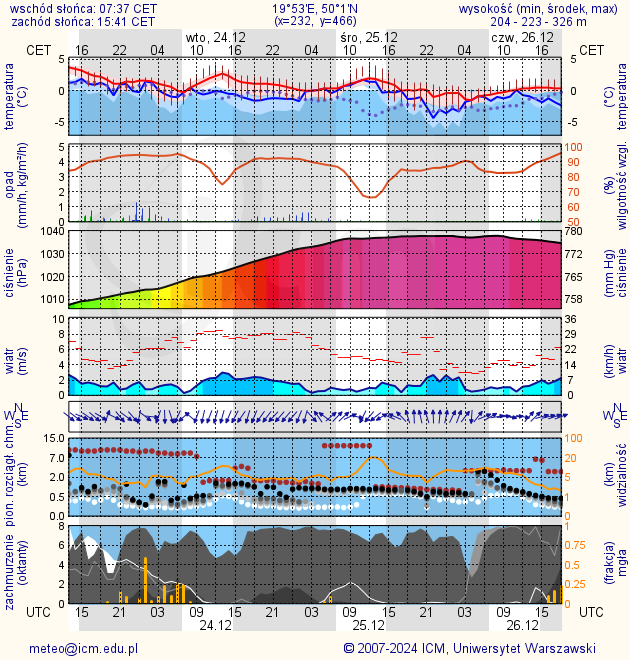 wschód słońca: 07:37 CET 19°53'E, 50°1'N wysokość (min, środek, max)
zachód słońca: 15:41 CET (x=232, y=466) 204 - 223 - 326 m
wto, 24.12 śro, 25.12 czw, 26.12
CET 16 22 04 10 16 22 04 10 16 22 04 10 16 CET
temperatura (°C) 5 0 -5 5 0 -5 temperatura (°C)
opad (mm/h, kg/m²/h) 5 4 3 2 1 0 100 90 80 70 60 50 (%) wilgotność wzgl.
ciśnienie (hPa) 1040 1030 1020 1010 780 772 765 758 (mm Hg) ciśnienie
wiatr (m/s) 10 8 6 4 2 0 36 29 22 14 7 0 (km/h) wiatr
N W E S N W E S
pion. rozciągł. chm. (km) 15.0 7.0 2.0 0.5 0.0 100 20 5 1 0 (km) widzialność
zachmurzenie (oktanty) 8 6 4 2 0 1 0.75 0.5 0.25 0 (frakcja) mgła
UTC 15 21 03 09 15 21 03 09 15 21 03 09 15 UTC
24.12 25.12 26.12
meteo@icm.edu.pl © 2007-2024 ICM, Uniwersytet Warszawski